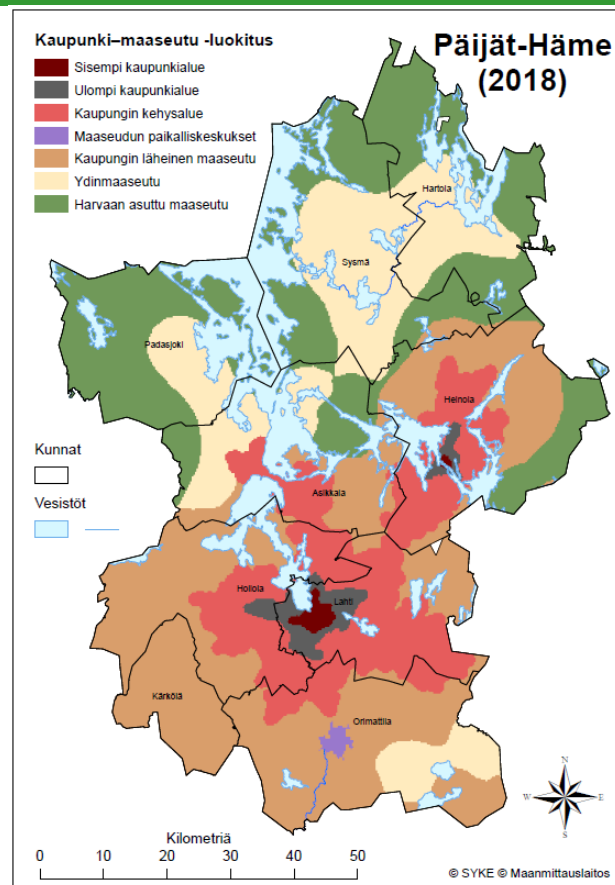 Kaupunki–maaseutu -luokitus
Sisempi kaupunkialue
Ulompi kaupunkialue
Kaupungin kehysalue
Maaseudun paikalliskeskukset
Kaupungin läheinen maaseutu
Ydinmaaseutu
Harvaan asuttu maaseutu
Päijät-Häme
(2018)
Hartola
Sysmä
Padasjoki
Heinola
Kunnat
Vesistöt
Asikkala
Hollola
Lahti
Kärkölä
Orimattila
N
W E
S
Kilometriä
0 10 20 30 40 50
© SYKE © Maanmittauslaitos